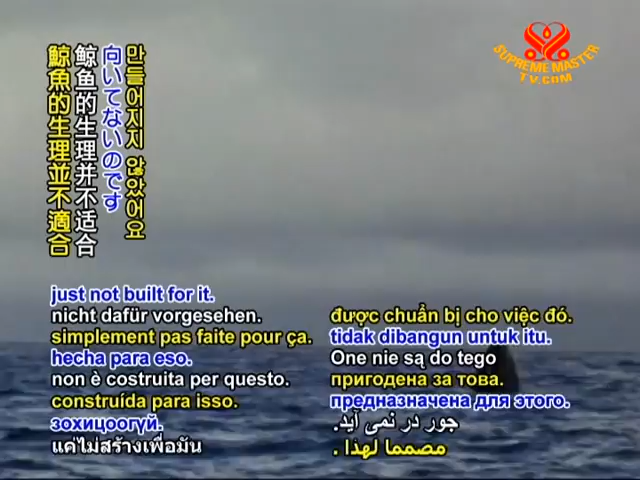 SUPREME MASTER
TV.COM
만들어지지 않았어요
向いてないのです
鲸鱼的生理并不适合
鯨魚的生理並不適合
just not built for it.
nicht dafür vorgesehen.
simplement pas faite pour ça.
hecha para eso.
non è costruita per questo.
construída para isso.
зохицоогүй.
แค่ไม่สร้างเพื่อมัน
được chuẩn bị cho việc đó.
tidak dibangun untuk itu.
One nie są do tego
пригодена за това.
предназначена для этого.
جور در نمی آید.
مصمما لهذا .